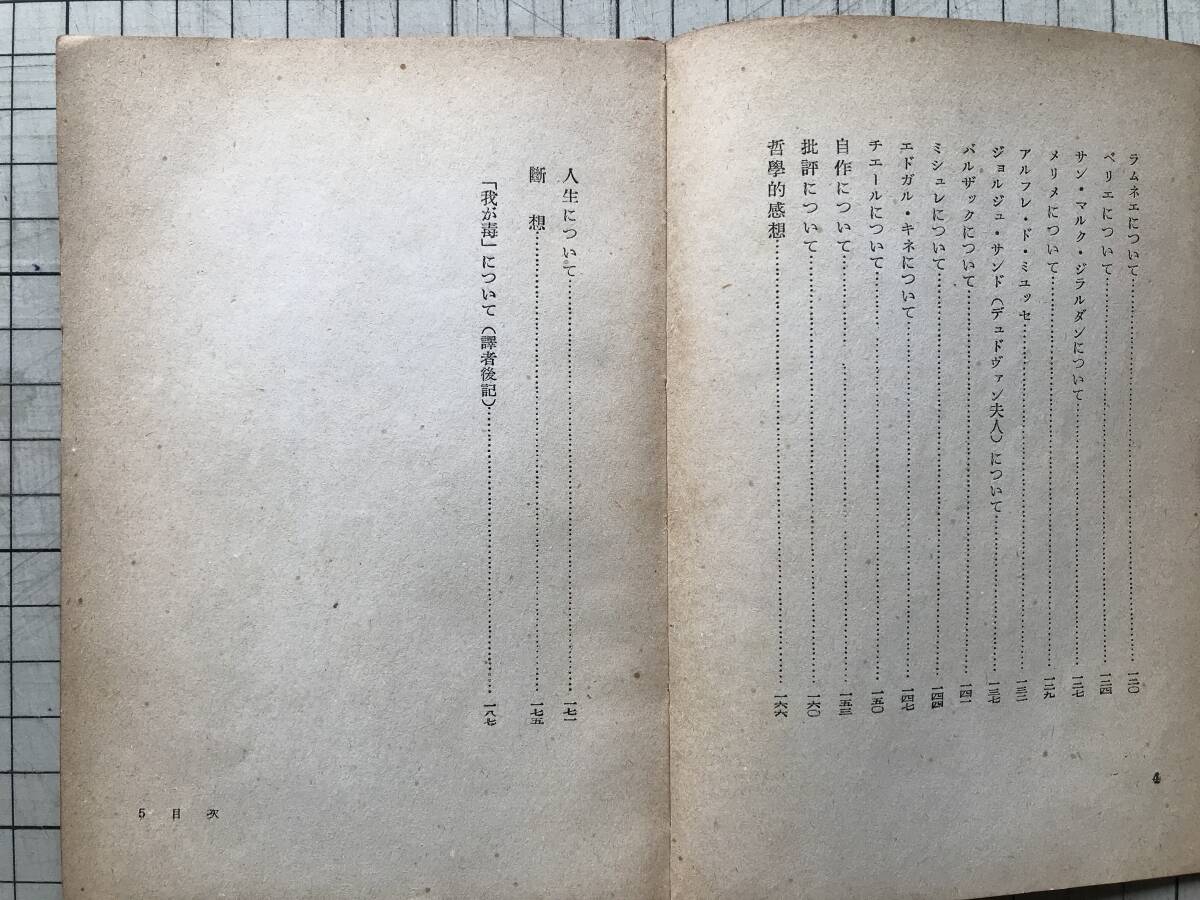 ラムネエについて……一二〇
ベリエについて……一二四
サン・マルク・ジラルダンについて……一二七
メリメについて……一二九
アルフレ・ド・ミユッセ……一三二
ジョルジュ・サンド(デュドヴァン夫人)について……一三七
バルザックについて……一四一
ミシュレについて……一四四
エドガル・キネについて……一四七
チエールについて……一五〇
自作について……一五三
批評について……一六〇
哲學的感想……一六六
4
人生について……一七一
斷想……一七五
「我が毒」について(譯者後記)……一八七
5 目次